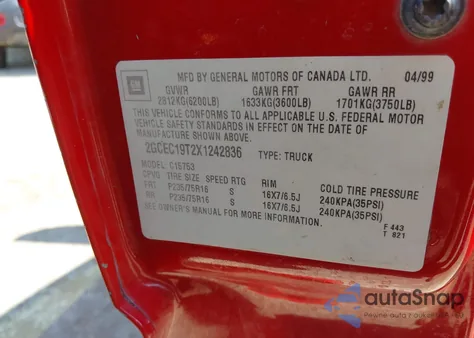 GM
MFD BY GENERAL MOTORS OF CANADA LTD. 04/99
GVWR GAWR FRT GAWR RR
2812KG(6200LB) 1633KG(3600LB) 1701KG(3750LB)
THIS VEHICLE CONFORMS TO ALL APPLICABLE U.S. FEDERAL MOTOR
VEHICLE SAFETY STANDARDS IN EFFECT ON THE DATE OF
MANUFACTURE SHOWN ABOVE.
2GCEC19T2X1242836 TYPE: TRUCK
MODEL: C15753
TIRE SIZE SPEED RTG RIM COLD TIRE PRESSURE
FRT P235/75R16 S 16X7/6.5J 240KPA(35PSI)
RR P235/75R16 S 16X7/6.5J 240KPA(35PSI)
SEE OWNER'S MANUAL FOR MORE INFORMATION.
F 443
T 821
autoSnap